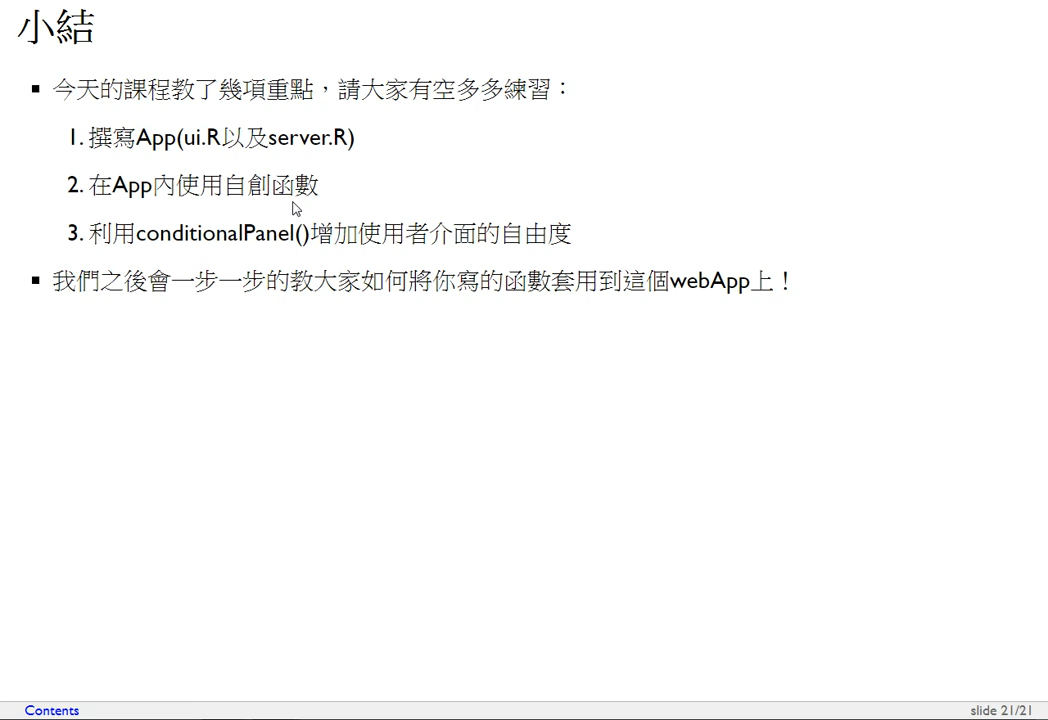 小結
▪ 今天的課程教了幾項重點，請大家有空多多練習：
1. 撰寫App(ui.R以及server.R)
2. 在App內使用自創函數
3. 利用conditionalPanel()增加使用者介面的自由度
▪ 我們之後會一步一步的教大家如何將你寫的函數套用到這個webApp上！
Contents
slide 21/21